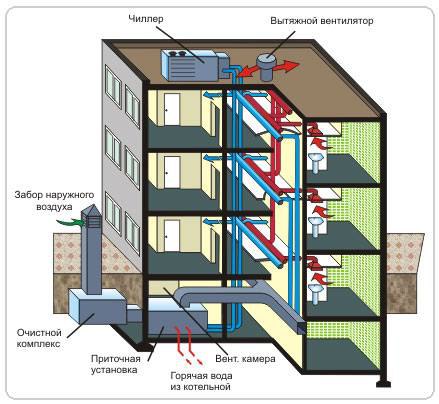 Чиллер
Вытяжной вентилятор
Забор наружного
воздуха
Очистной
комплекс
Приточная
установка
Вент. камера
Горячая вода
из котельной